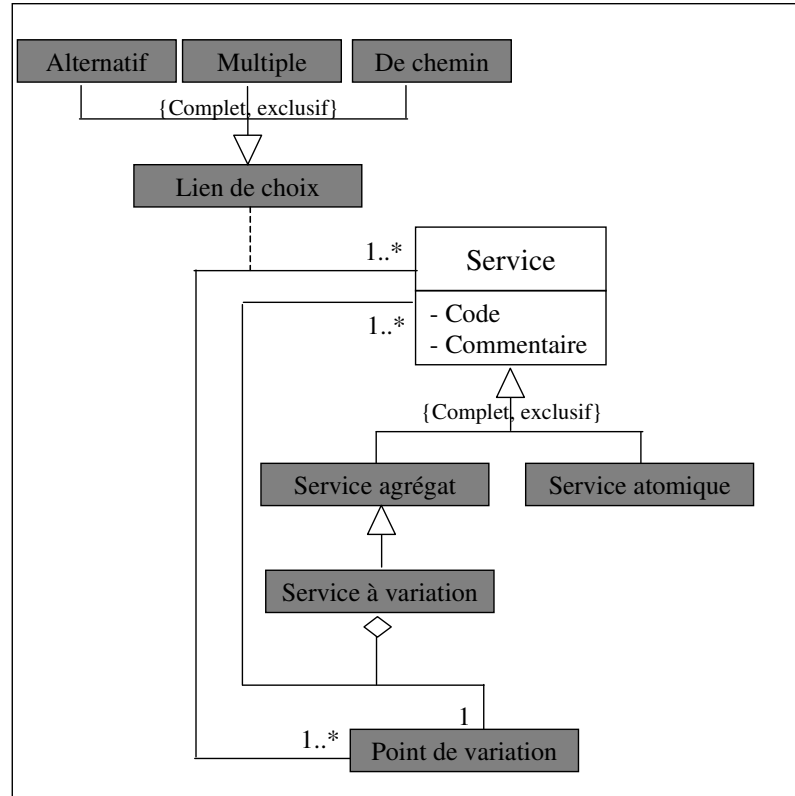 Alternatif
Multiple
De chemin
{Complet, exclusif}
Lien de choix
1..*
Service
1..*
- Code
- Commentaire
{Complet, exclusif}
Service agrégat
Service atomique
Service à variation
1
1..*
Point de variation